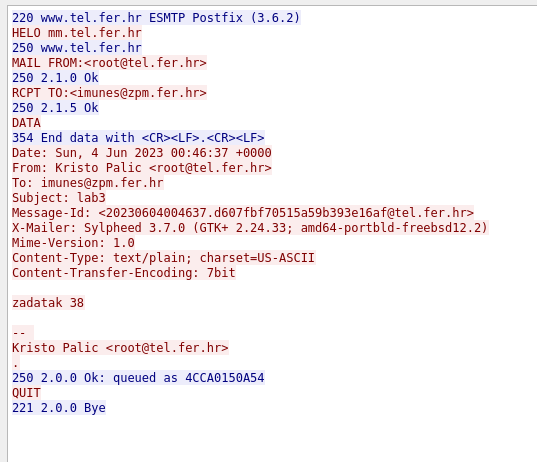 220 www.tel.fer.hr ESMTP Postfix (3.6.2)
HELO mm.tel.fer.hr
250 www.tel.fer.hr
MAIL FROM:<root@tel.fer.hr>
250 2.1.0 Ok
RCPT TO:<imunes@zpm.fer.hr>
250 2.1.5 Ok
DATA
354 End data with <CR><LF>.<CR><LF>
Date: Sun, 4 Jun 2023 00:46:37 +0000
From: Kristo Palic <root@tel.fer.hr>
To: imunes@zpm.fer.hr
Subject: lab3
Message-Id: <20230604004637.d607fbf70515a59b393e16af@tel.fer.hr>
X-Mailer: Sylpheed 3.7.0 (GTK+ 2.24.33; amd64-portbld-freebsd12.2)
Mime-Version: 1.0
Content-Type: text/plain; charset=US-ASCII
Content-Transfer-Encoding: 7bit

zadatak 38

--
Kristo Palic <root@tel.fer.hr>
.
250 2.0.0 Ok: queued as 4CCA0150A54
QUIT
221 2.0.0 Bye